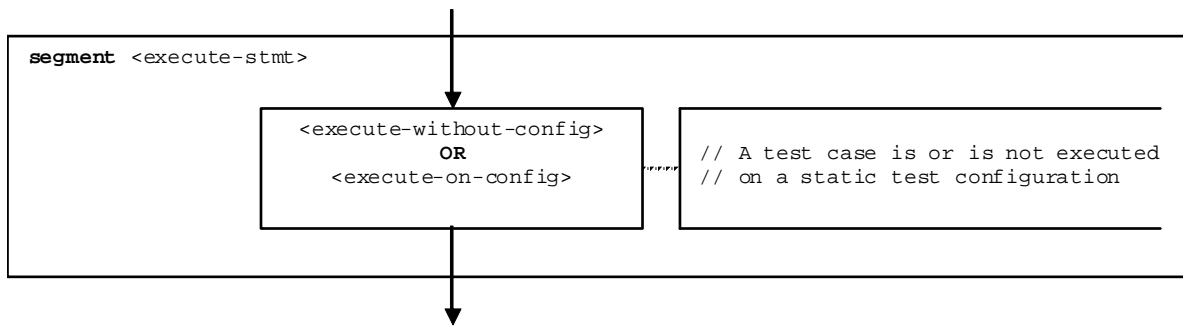 segment <execute-stmt>
<execute-without-config>
OR
<execute-on-config>
// A test case is or is not executed
// on a static test configuration